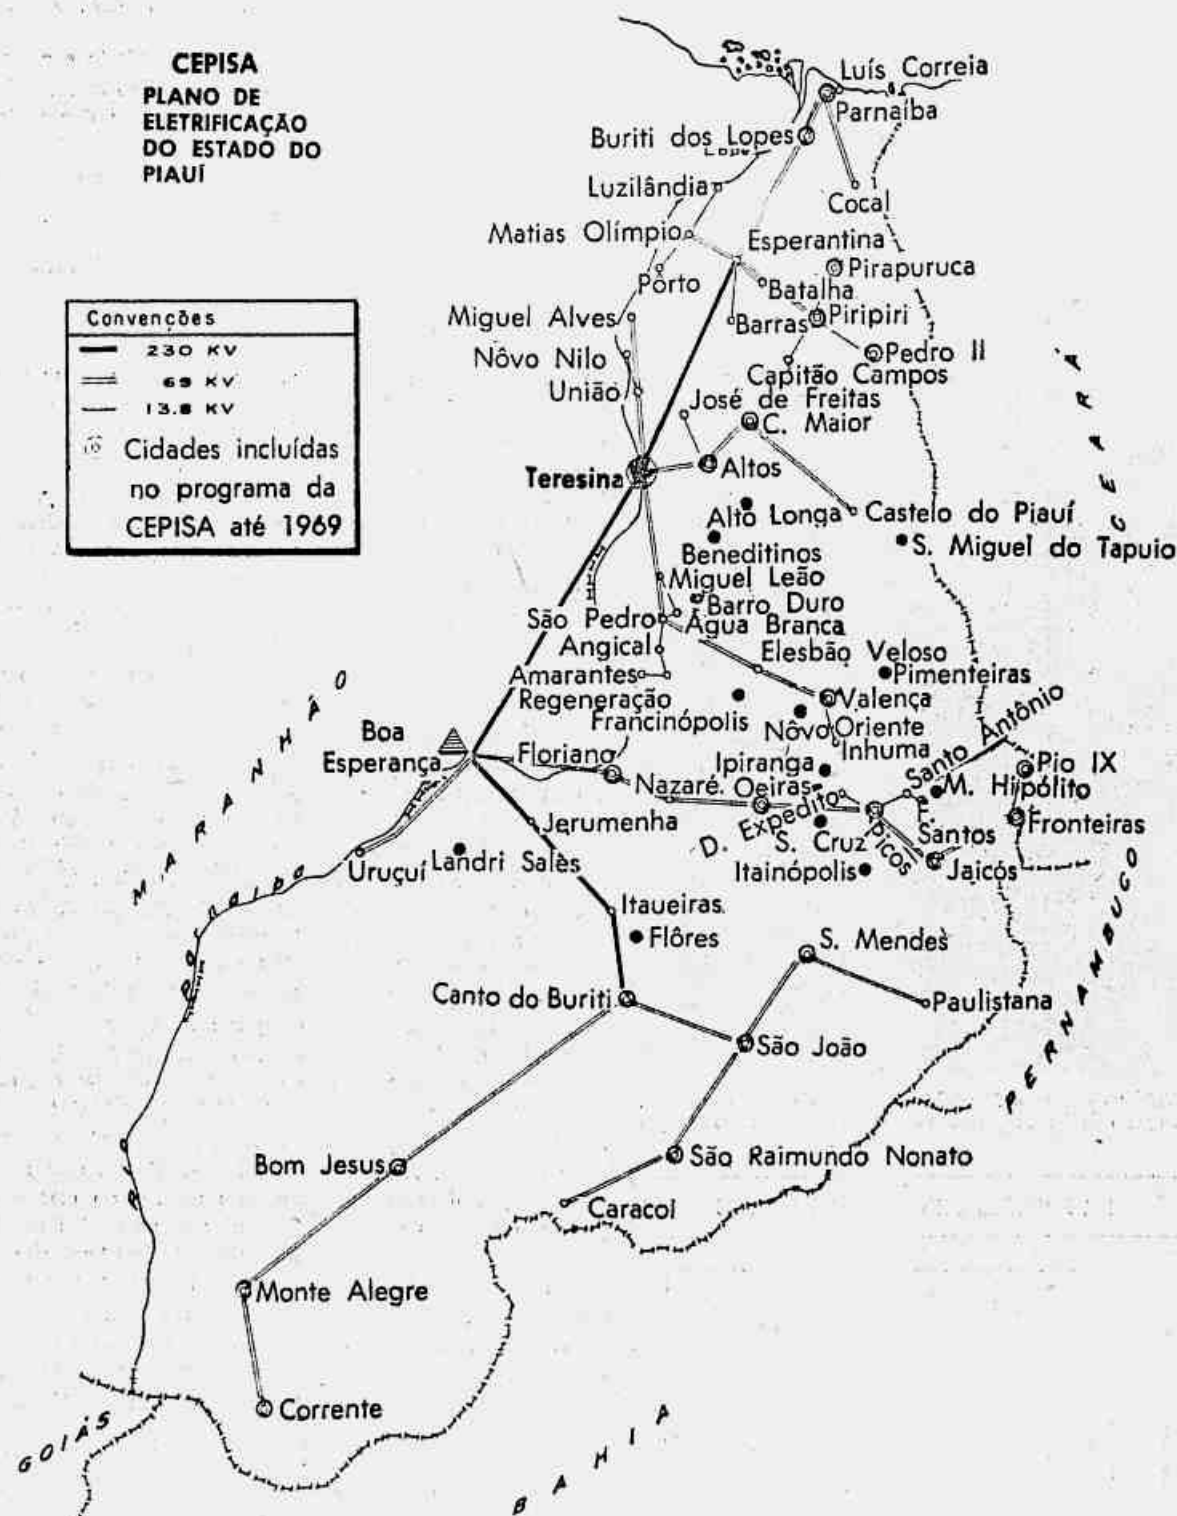 CEPISA
PLANO DE
ELETRIFICAÇÃO
DO ESTADO DO
PIAUÍ
Convenções
230 KV
69 KV
13.8 KV
Cidades incluídas
no programa da
CEPISA até 1969
Luís Correia
Parnaíba
Buriti dos Lopes
Lopes
Luzilândia
Cocal
Matias Olímpio
Esperantina
Pirapuruca
Pôrto
Batalha
Miguel Alves
Barras
Piripiri
Nôvo Nilo
Pedro II
Capitão Campos
União
José de Freitas
C. Maior
Teresina
Altos
Alto Longa
Castelo do Piauí
Beneditinos
S. Miguel do Tapuio
Miguel Leão
Barro Duro
São Pedro
Água Branca
Angical
Elesbão Veloso
Amarantes
Pimenteiras
Regeneração
Valença
Francinópolis
Nôvo Oriente
Inhuma
Boa
Esperança
Floriano
Ipiranga
Santo Antônio
Pio IX
Nazaré
Oeiras
M. Hipólito
D. Expedito
F.
Santos
Fronteiras
Jerumenha
S. Cruz
Picos
Uruçuí
Landri Sales
Itainópolis
Jaicós
Itaueiras
Flôres
S. Mendes
Canto do Buriti
Paulistana
São João
Bom Jesus
São Raimundo Nonato
Caracol
Monte Alegre
Corrente
MARANHÃO
CEARÁ
PERNAMBUCO
BAHIA
GOIÁS
RIO